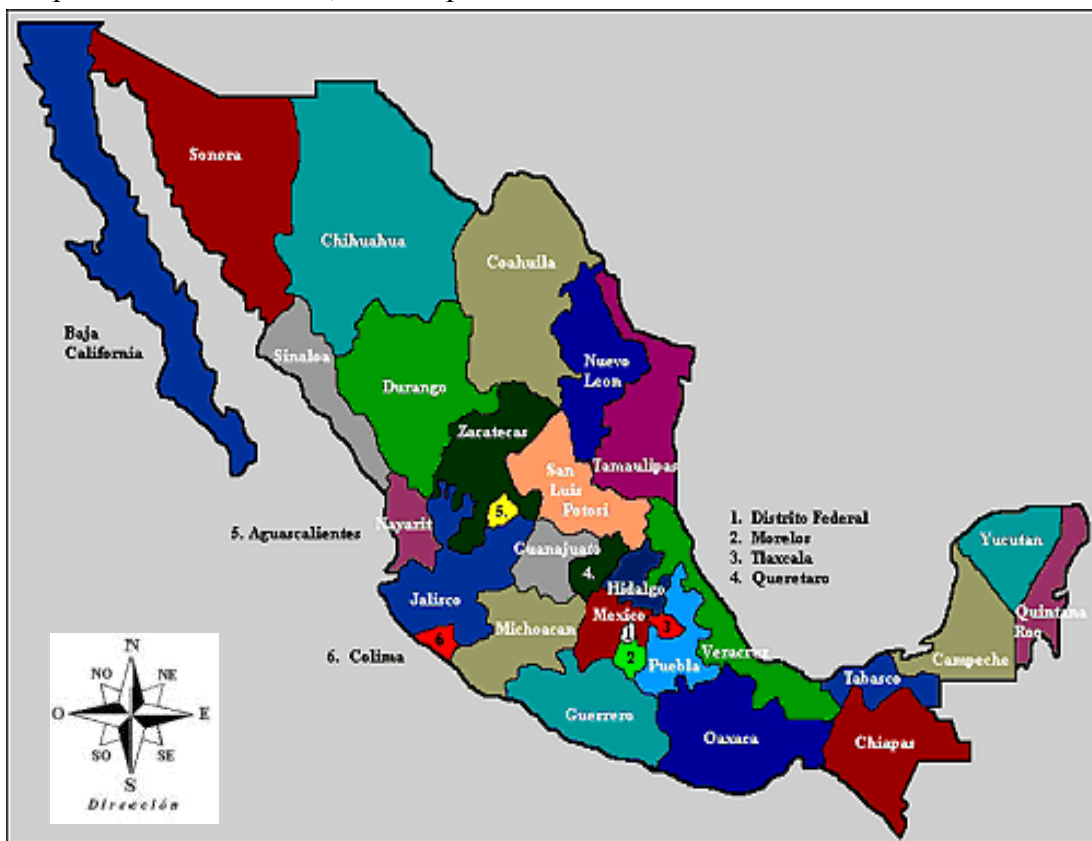 Sonora
Chihuahua
Coahuila
Baja
California
Sinaloa
Nuevo
Leon
Durango
Zacatecas
Tamaulipas
San
Luis
Potosi
5.
Nayarit
5. Aguascalientes
Guanajuato
1. Distrito Federal
2. Morelos
3. Tlaxcala
4. Queretaro
Yucutan
4.
Hidalgo
Jalisco
Mexico
Quintana
Roq
Michoacan
1
3
6
2
Puebla
Veracruz
6. Colima
Campeche
Tabasco
Guerrero
Oaxaca
Chiapas
N
NO
NE
O
E
SO
SE
S
Dirección